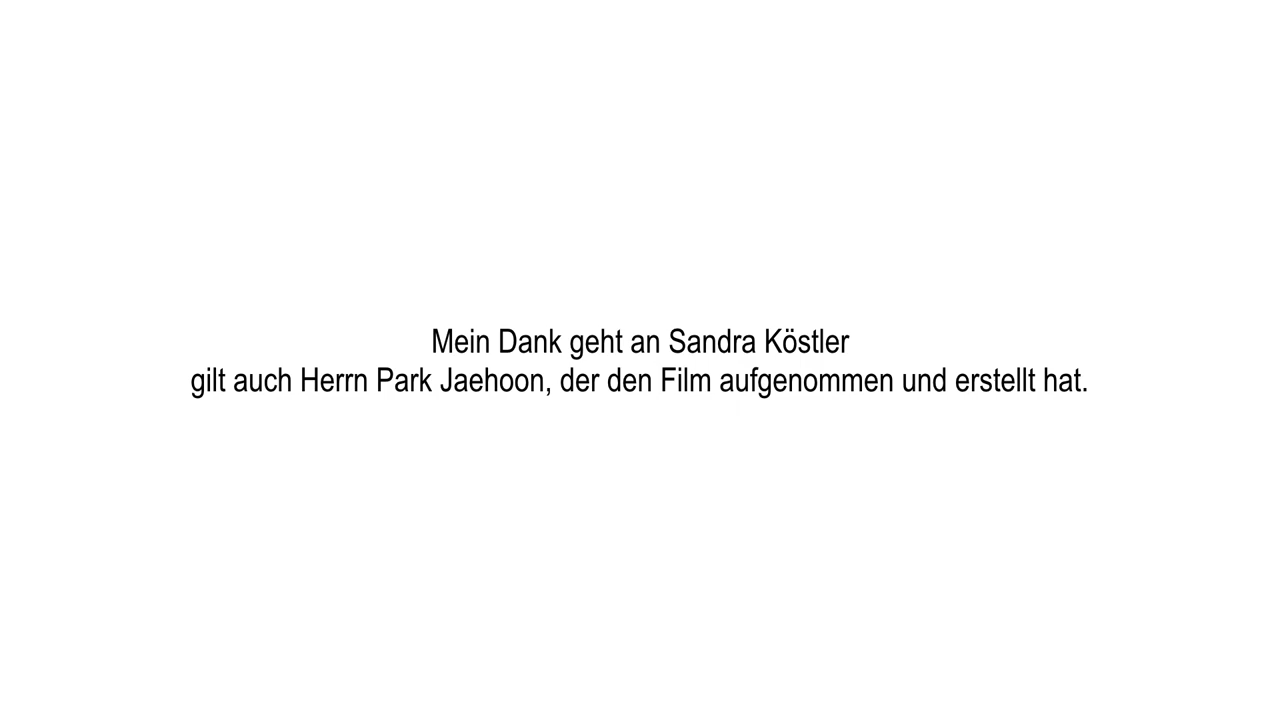 Mein Dank geht an Sandra Köstler
gilt auch Herrn Park Jaehoon, der den Film aufgenommen und erstellt hat.